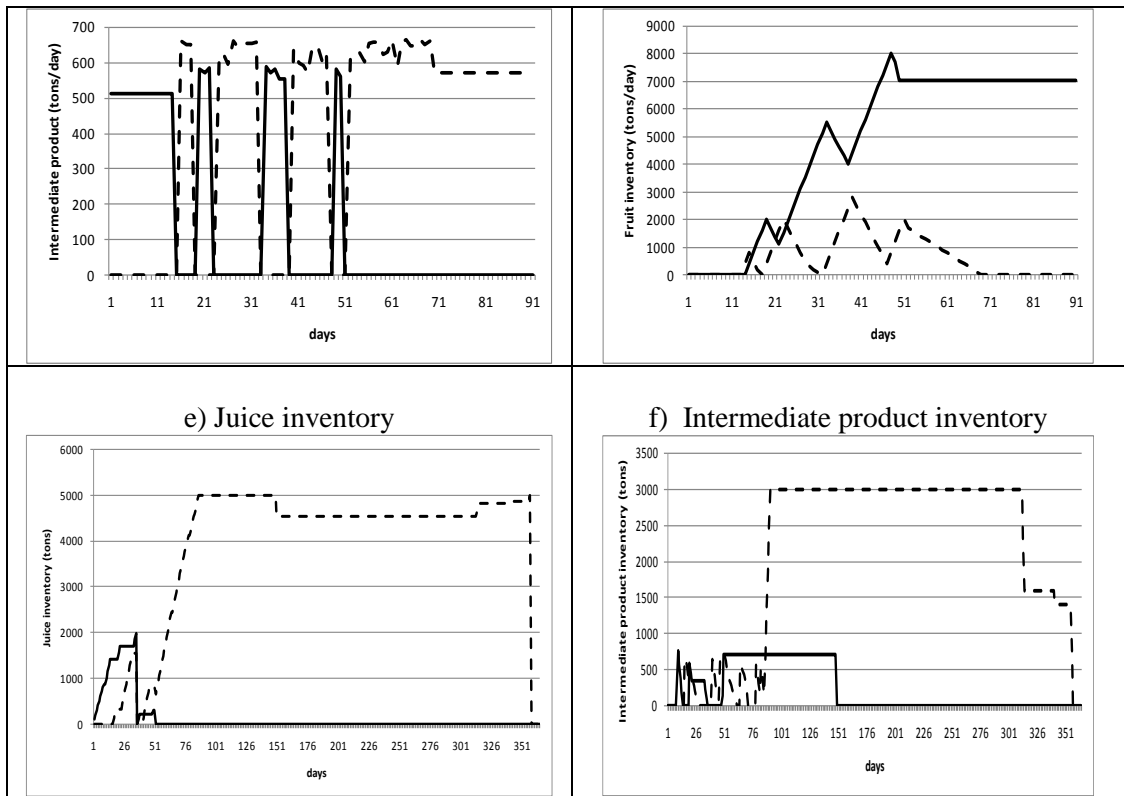 Intermediate product (tons/day)
700
600
500
400
300
200
100
0
1 11 21 31 41 51 61 71 81 91
days
Fruit inventory (tons/day)
9000
8000
7000
6000
5000
4000
3000
2000
1000
0
1 11 21 31 41 51 61 71 81 91
days
e) Juice inventory
Juice inventory (tons)
6000
5000
4000
3000
2000
1000
0
1 26 51 76 101 126 151 176 201 226 251 276 301 326 351
days
f) Intermediate product inventory
Intermediate product inventory (tons)
3500
3000
2500
2000
1500
1000
500
0
1 26 51 76 101 126 151 176 201 226 251 276 301 326 351
days